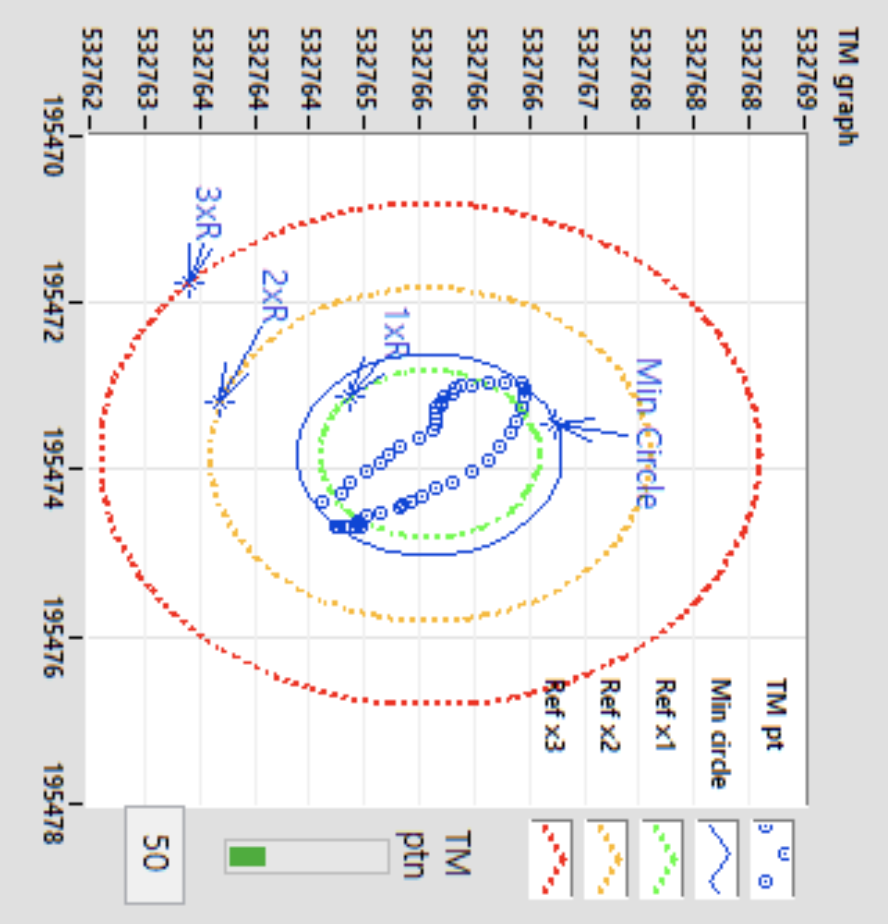 TM graph
532769
532768
532768
532768
532767
532766
532766
532766
532765
532764
532764
532764
532763
532762
195470
195472
195474
195476
195478
Min Circle
1xR
2xR
3xR
TM pt
Min circle
Ref x1
Ref x2
Ref x3
TM
ptn
50